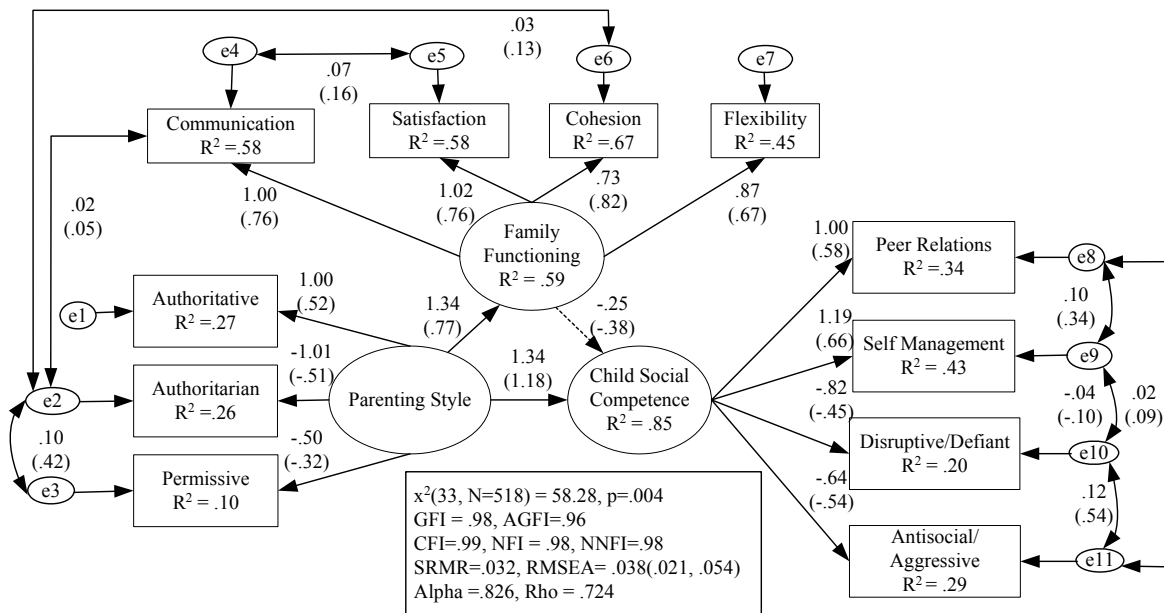 .03
(.13)
e4
e5
e6
e7
.07
(.16)
Communication
R² =.58
Satisfaction
R² =.58
Cohesion
R² =.67
Flexibility
R² =.45
.02
(.05)
1.00
(.76)
1.02
(.76)
.73
(.82)
.87
(.67)
Family
Functioning
R² = .59
1.00
(.58)
Peer Relations
R² =.34
e8
e1
Authoritative
R² =.27
1.00
(.52)
1.34
(.77)
-.25
(-.38)
.10
(.34)
1.19
(.66)
Self Management
R² = .43
e9
e2
Authoritarian
R² =.26
-1.01
(-.51)
Parenting Style
1.34
(1.18)
Child Social
Competence
R² = .85
-.82
(-.45)
-.04
(-.10)
.02
(.09)
Disruptive/Defiant
R² = .20
e10
.10
(.42)
e3
Permissive
R² = .10
-.50
(-.32)
-.64
(-.54)
.12
(.54)
Antisocial/
Aggressive
R² = .29
e11
x²(33, N=518) = 58.28, p=.004
GFI = .98, AGFI=.96
CFI=.99, NFI = .98, NNFI=.98
SRMR=.032, RMSEA= .038(.021, .054)
Alpha =.826, Rho = .724